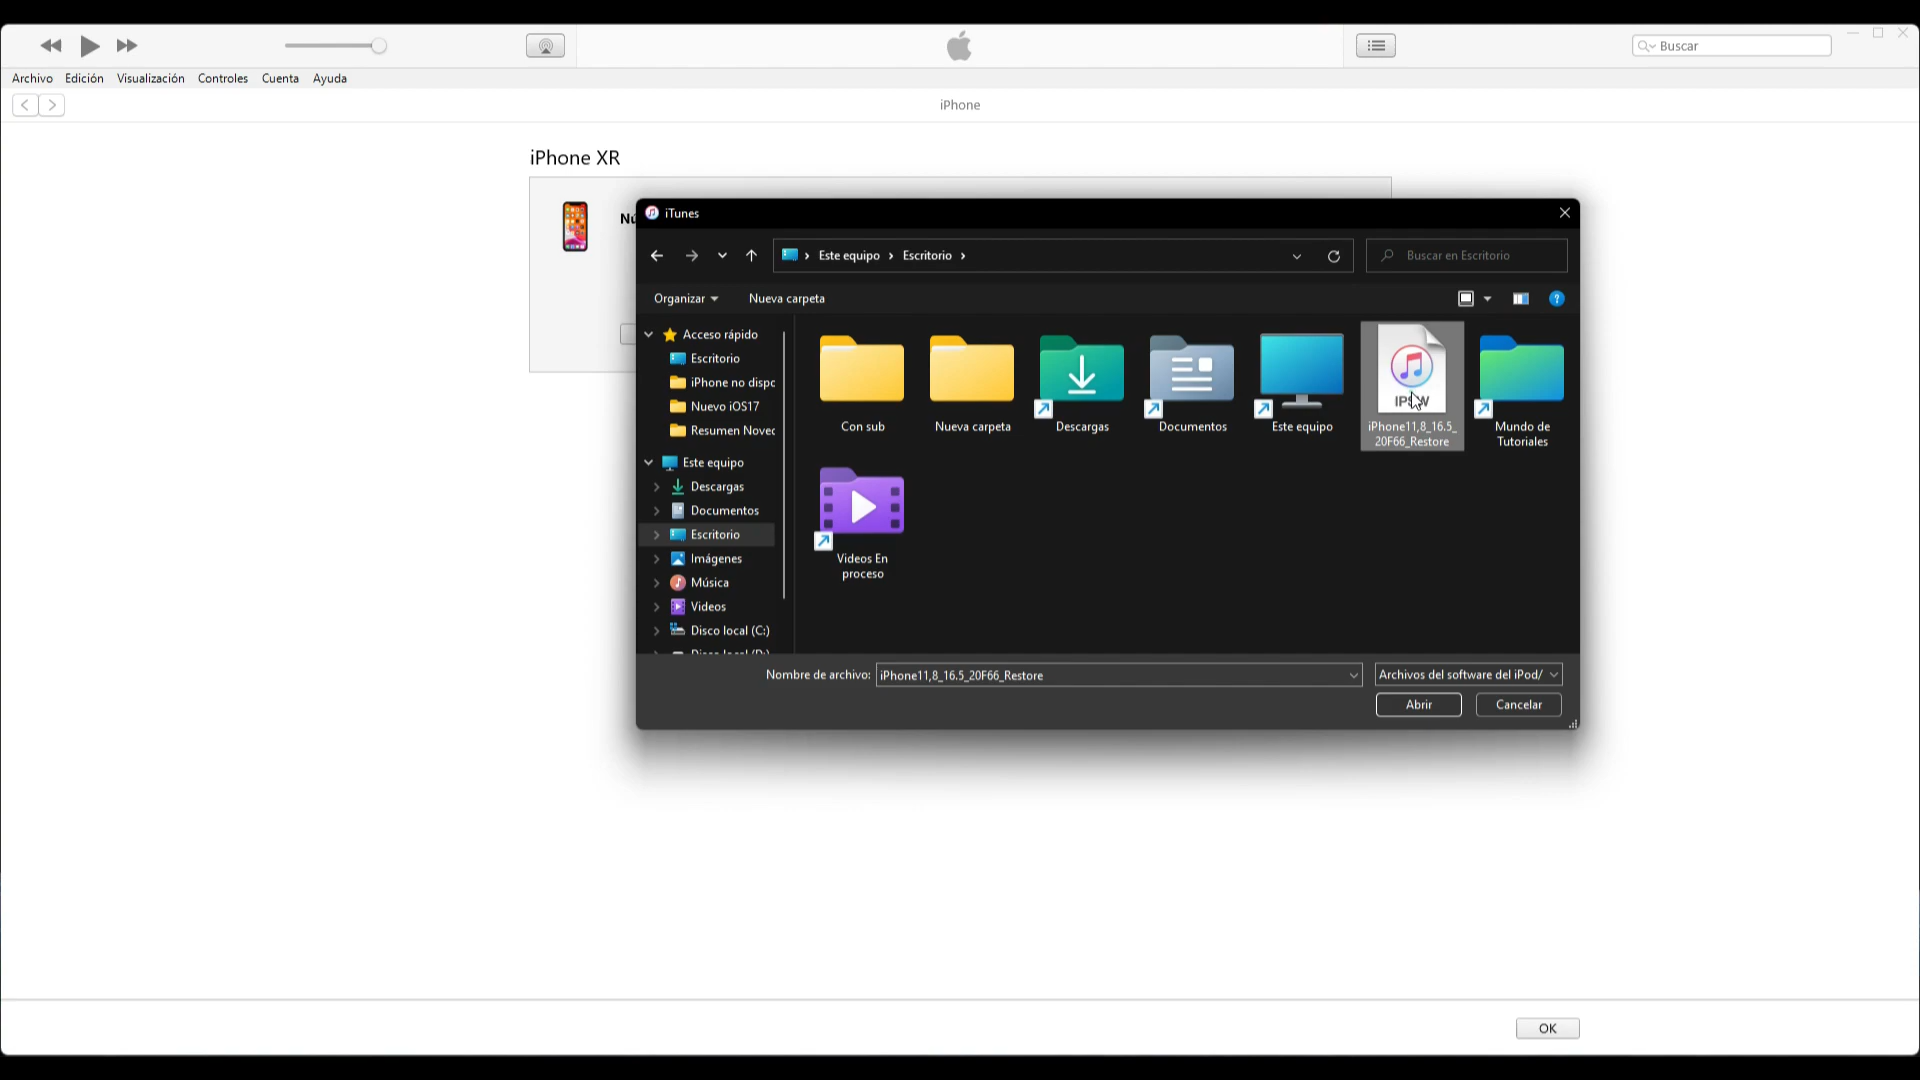 Buscar
Archivo Edición Visualización Controles Cuenta Ayuda
iPhone
iPhone XR
iTunes
Este equipo > Escritorio >
Buscar en Escritorio
Organizar Nueva carpeta
Acceso rápido
Escritorio
iPhone no dispo
Nuevo iOS17
Resumen Noved
Este equipo
Descargas
Documentos
Escritorio
Imágenes
Música
Videos
Disco local (C:)
Con sub
Nueva carpeta
Descargas
Documentos
Este equipo
iPhone11,8_16.5_
20F66_Restore
Mundo de
Tutoriales
Videos En
proceso
Nombre de archivo: iPhone11,8_16.5_20F66_Restore
Archivos del software del iPod/
Abrir Cancelar
OK